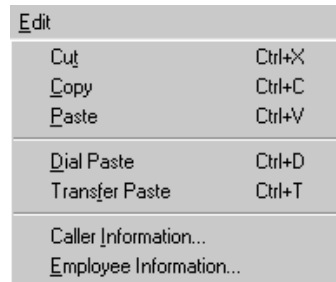 Edit
Cut Ctrl+X
Copy Ctrl+C
Paste Ctrl+V
Dial Paste Ctrl+D
Transfer Paste Ctrl+T
Caller Information...
Employee Information...